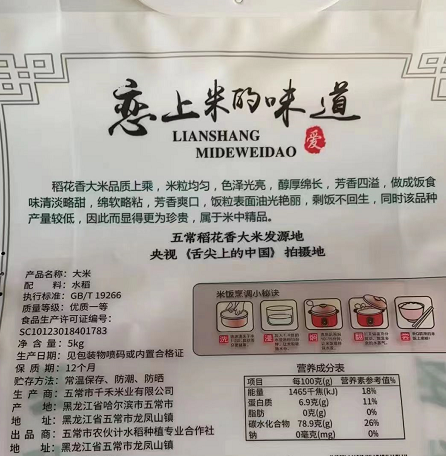 恋上米的味道
LIANSHANG
MIDEWEIDAO
爱
稻花香大米品质上乘，米粒均匀，色泽光亮，醇厚绵长，芳香四溢，做成饭食
味清淡略甜，绵软略粘，芳香爽口，饭粒表面油光艳丽，剩饭不回生，同时该品种
产量较低，因此而显得更为珍贵，属于米中精品。
五常稻花香大米发源地
央视《舌尖上的中国》拍摄地
产品名称：大米
配 料：水稻
执行标准：GB/T 19266
质量等级：优质一等
食品生产许可证编号：
SC10123018401783
净 含 量：5kg
生产日期：见包装物喷码或内置合格证
保 质 期：12个月
贮存方法：常温保存、防潮、防晒
生 产 商：五常市千禾米业有限公司
产 地：黑龙江省哈尔滨市五常市
地 址：黑龙江省五常市龙凤山镇
出 品 商：五常市农伙计水稻种植专业合作社
地 址：黑龙江省五常市龙凤山镇
米饭烹调小秘诀
洗
浸
焖
营养成分表
项目 每100克(g) 营养素参考值%
能量 1465千焦(kJ) 18%
蛋白质 6.9克(g) 11%
脂肪 0克(g) 0%
碳水化合物 78.9克(g) 26%
钠 0毫克(mg) 0%